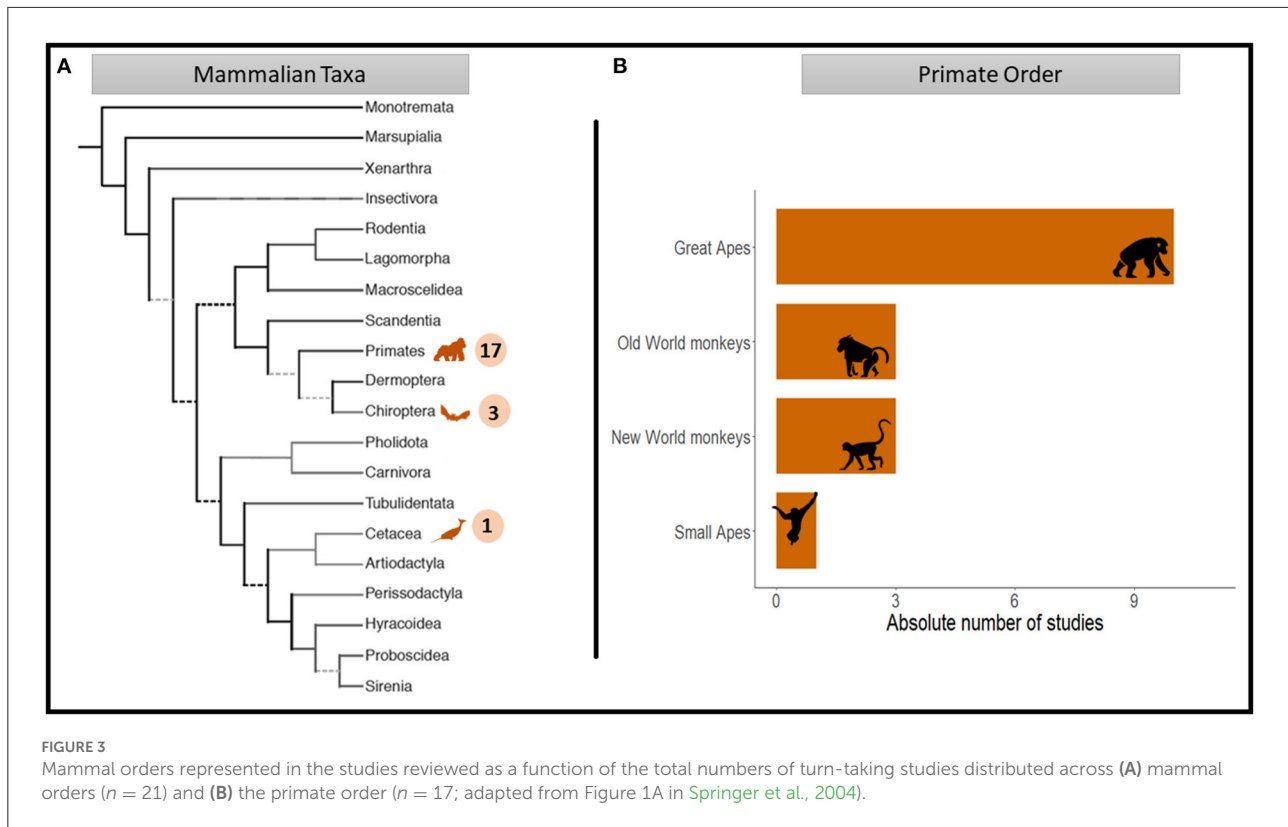 A
Mammalian Taxa
Monotremata
Marsupialia
Xenarthra
Insectivora
Rodentia
Lagomorpha
Macroscelidea
Scandentia
Primates 17
Dermoptera
Chiroptera 3
Pholidota
Carnivora
Tubulidentata
Cetacea 1
Artiodactyla
Perissodactyla
Hyracoidea
Proboscidea
Sirenia
B
Primate Order
Great Apes
Old World monkeys
New World monkeys
Small Apes
0 3 6 9
Absolute number of studies
FIGURE 3
Mammal orders represented in the studies reviewed as a function of the total numbers of turn-taking studies distributed across (A) mammal
orders (n = 21) and (B) the primate order (n = 17; adapted from Figure 1A in Springer et al., 2004).